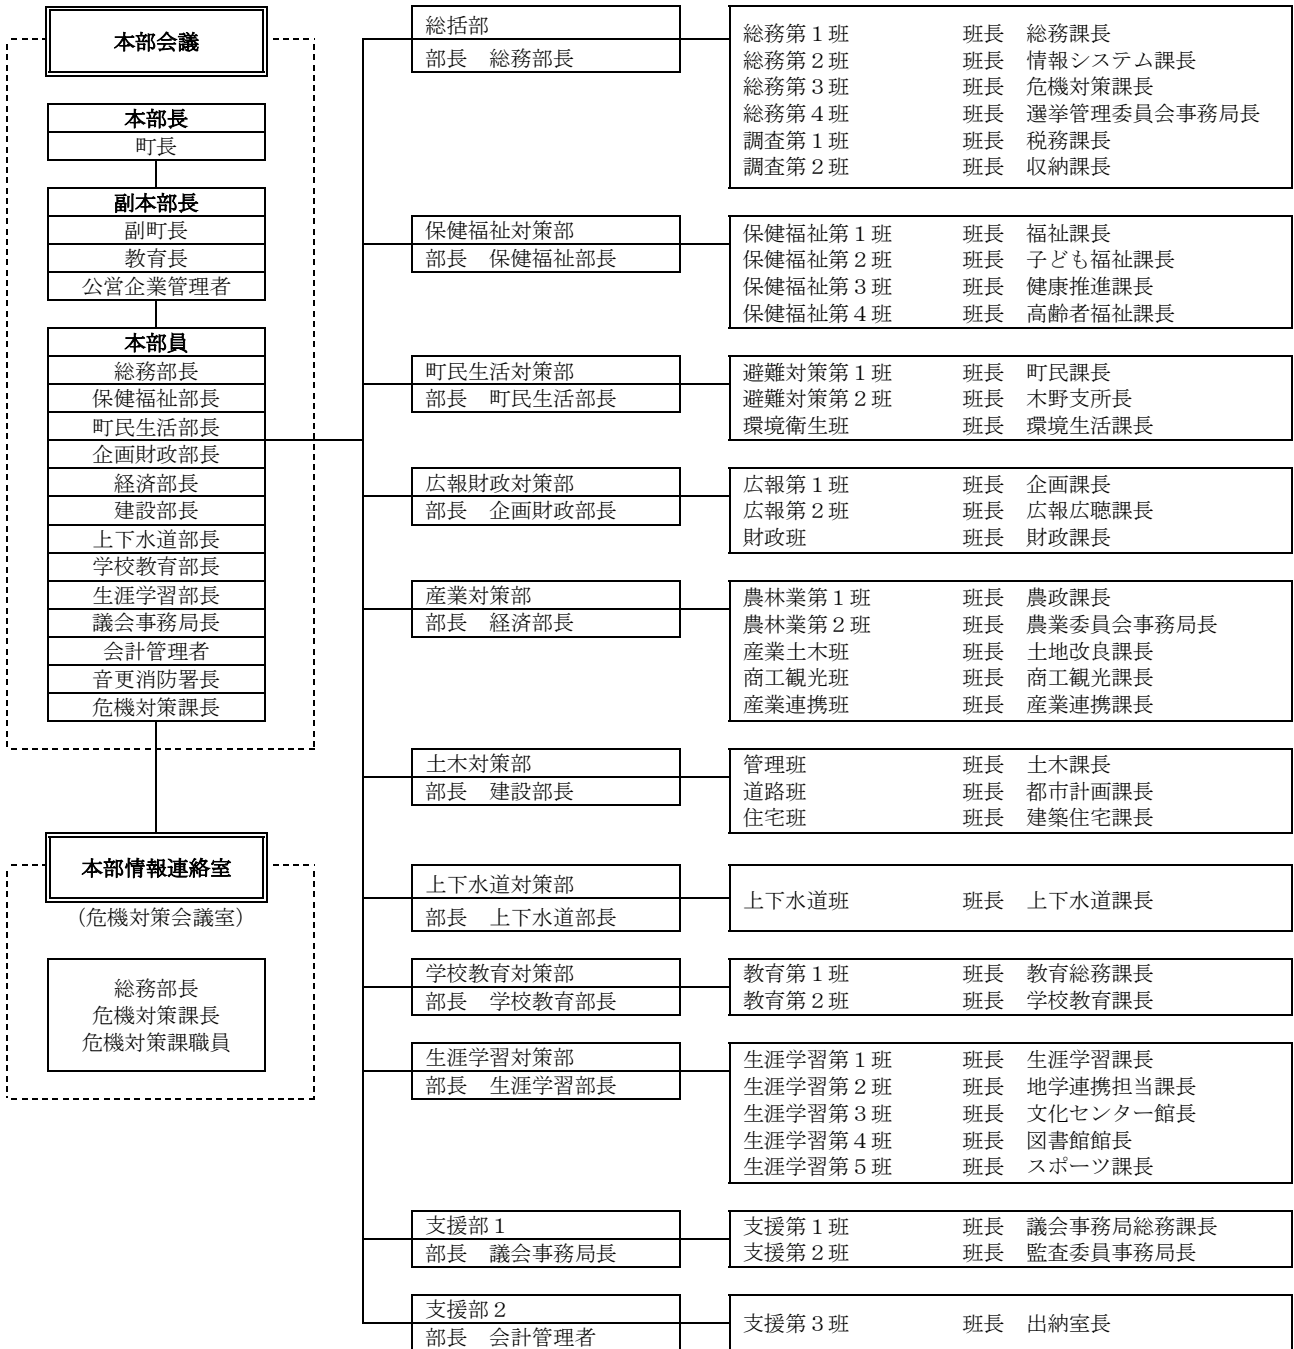 本部会議
本部長
町長
副本部長
副町長
教育長
公営企業管理者
本部員
総務部長
保健福祉部長
町民生活部長
企画財政部長
経済部長
建設部長
上下水道部長
学校教育部長
生涯学習部長
議会事務局長
会計管理者
音更消防署長
危機対策課長
本部情報連絡室
(危機対策会議室)
総務部長
危機対策課長
危機対策課職員
総括部
部長 総務部長
総務第1班 班長 総務課長
総務第2班 班長 情報システム課長
総務第3班 班長 危機対策課長
総務第4班 班長 選挙管理委員会事務局長
調査第1班 班長 税務課長
調査第2班 班長 収納課長
保健福祉対策部
部長 保健福祉部長
保健福祉第1班 班長 福祉課長
保健福祉第2班 班長 子ども福祉課長
保健福祉第3班 班長 健康推進課長
保健福祉第4班 班長 高齢者福祉課長
町民生活対策部
部長 町民生活部長
避難対策第1班 班長 町民課長
避難対策第2班 班長 木野支所長
環境衛生班 班長 環境生活課長
広報財政対策部
部長 企画財政部長
広報第1班 班長 企画課長
広報第2班 班長 広報広聴課長
財政班 班長 財政課長
産業対策部
部長 経済部長
農林業第1班 班長 農政課長
農林業第2班 班長 農業委員会事務局長
産業土木班 班長 土地改良課長
商工観光班 班長 商工観光課長
産業連携班 班長 産業連携課長
土木対策部
部長 建設部長
管理班 班長 土木課長
道路班 班長 都市計画課長
住宅班 班長 建築住宅課長
上下水道対策部
部長 上下水道部長
上下水道班 班長 上下水道課長
学校教育対策部
部長 学校教育部長
教育第1班 班長 教育総務課長
教育第2班 班長 学校教育課長
生涯学習対策部
部長 生涯学習部長
生涯学習第1班 班長 生涯学習課長
生涯学習第2班 班長 地学連携担当課長
生涯学習第3班 班長 文化センター館長
生涯学習第4班 班長 図書館館長
生涯学習第5班 班長 スポーツ課長
支援部1
部長 議会事務局長
支援第1班 班長 議会事務局総務課長
支援第2班 班長 監査委員事務局長
支援部2
部長 会計管理者
支援第3班 班長 出納室長